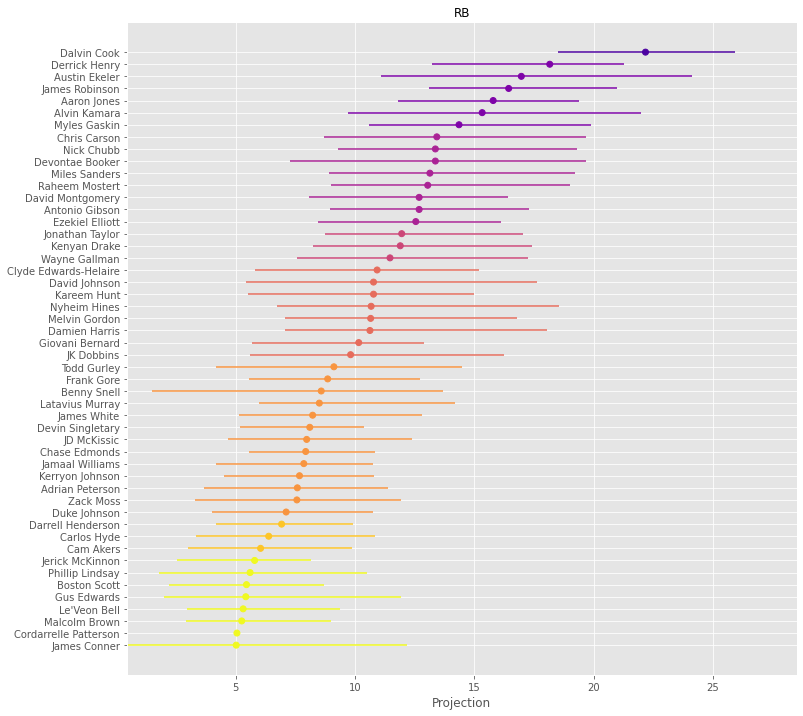 RB
Dalvin Cook
Derrick Henry
Austin Ekeler
James Robinson
Aaron Jones
Alvin Kamara
Myles Gaskin
Chris Carson
Nick Chubb
Devontae Booker
Miles Sanders
Raheem Mostert
David Montgomery
Antonio Gibson
Ezekiel Elliott
Jonathan Taylor
Kenyan Drake
Wayne Gallman
Clyde Edwards-Helaire
David Johnson
Kareem Hunt
Nyheim Hines
Melvin Gordon
Damien Harris
Giovani Bernard
JK Dobbins
Todd Gurley
Frank Gore
Benny Snell
Latavius Murray
James White
Devin Singletary
JD McKissic
Chase Edmonds
Jamaal Williams
Kerryon Johnson
Adrian Peterson
Zack Moss
Duke Johnson
Darrell Henderson
Carlos Hyde
Cam Akers
Jerick McKinnon
Phillip Lindsay
Boston Scott
Gus Edwards
Le'Veon Bell
Malcolm Brown
Cordarrelle Patterson
James Conner
5 10 15 20 25
Projection